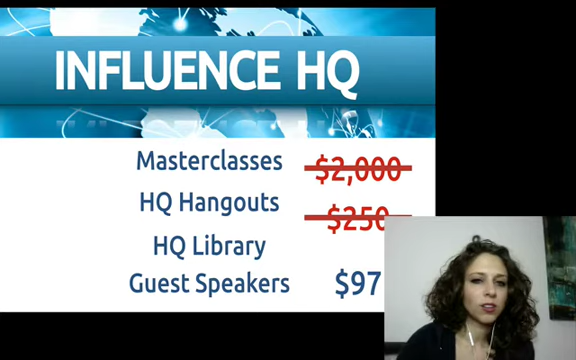 INFLUENCE HQ
Masterclasses $2,000
HQ Hangouts $250
HQ Library
Guest Speakers $97